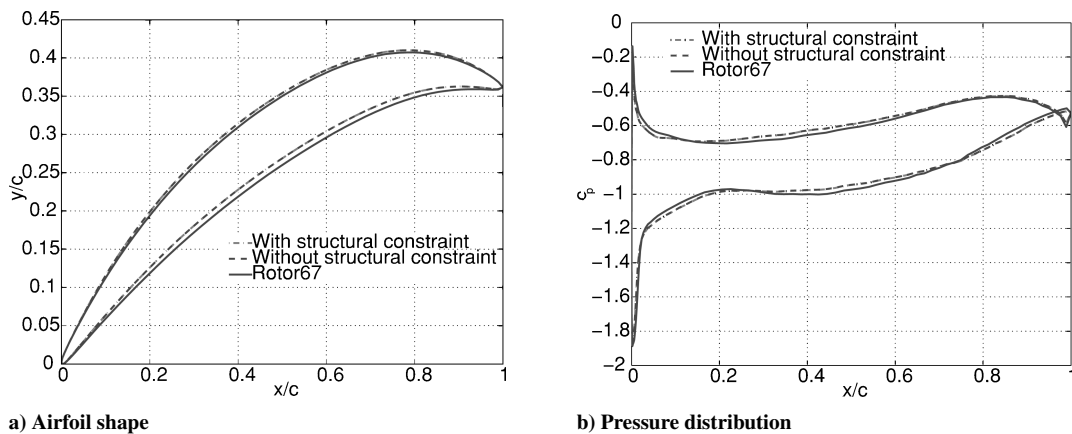 0.45
0.4
0.35
0.3
0.25
0.2
0.15
0.1
0.05
0
y/c
With structural constraint
Without structural constraint
Rotor67
0 0.2 0.4 0.6 0.8 1
x/c
a) Airfoil shape
0
−0.2
−0.4
−0.6
−0.8
−1
−1.2
−1.4
−1.6
−1.8
−2
cp
With structural constraint
Without structural constraint
Rotor67
0 0.2 0.4 0.6 0.8 1
x/c
b) Pressure distribution